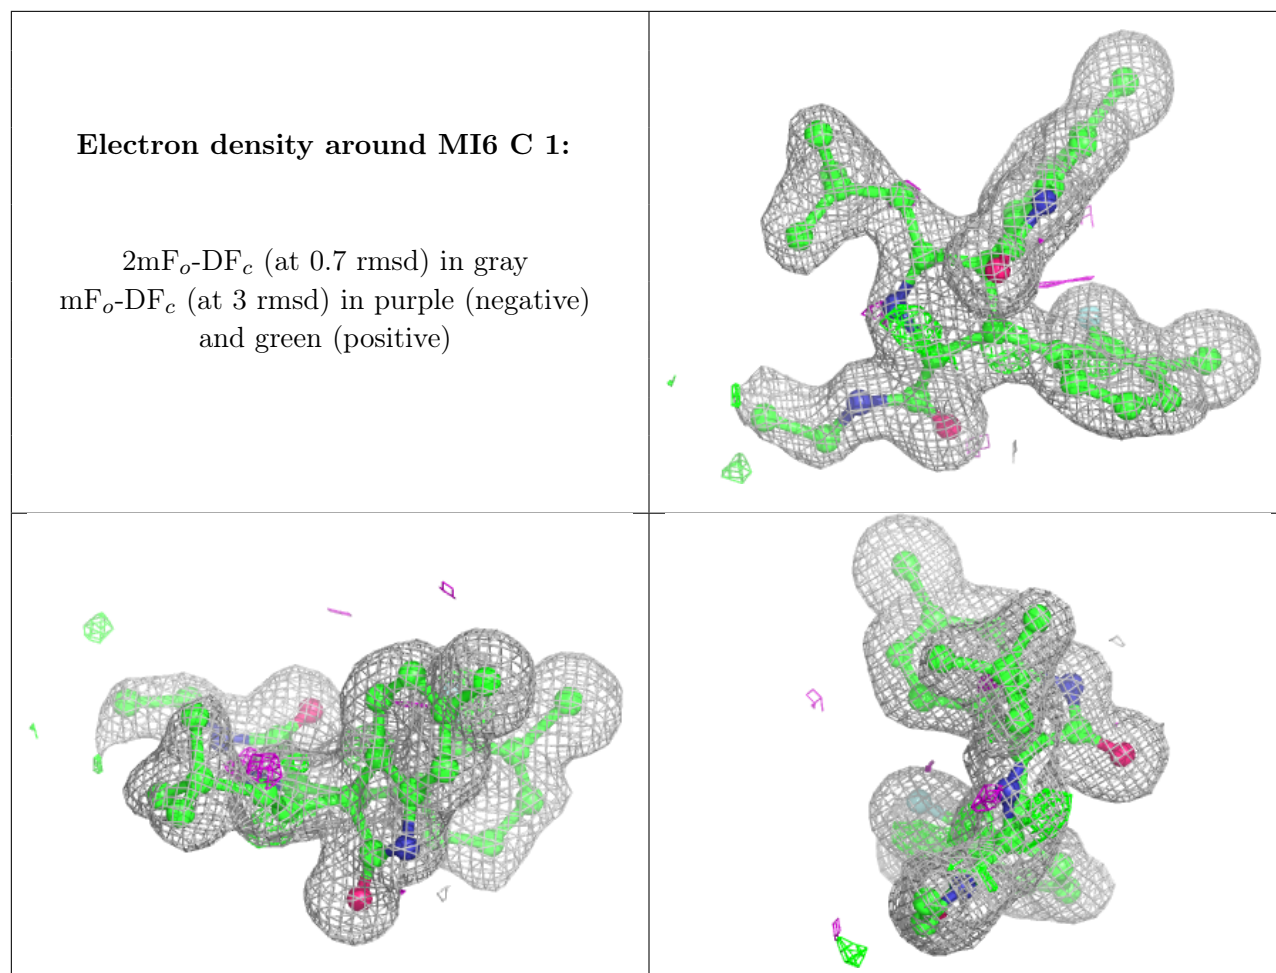 Electron density around MI6 C 1:
2mFo-DFc (at 0.7 rmsd) in gray
mFo-DFc (at 3 rmsd) in purple (negative)
and green (positive)